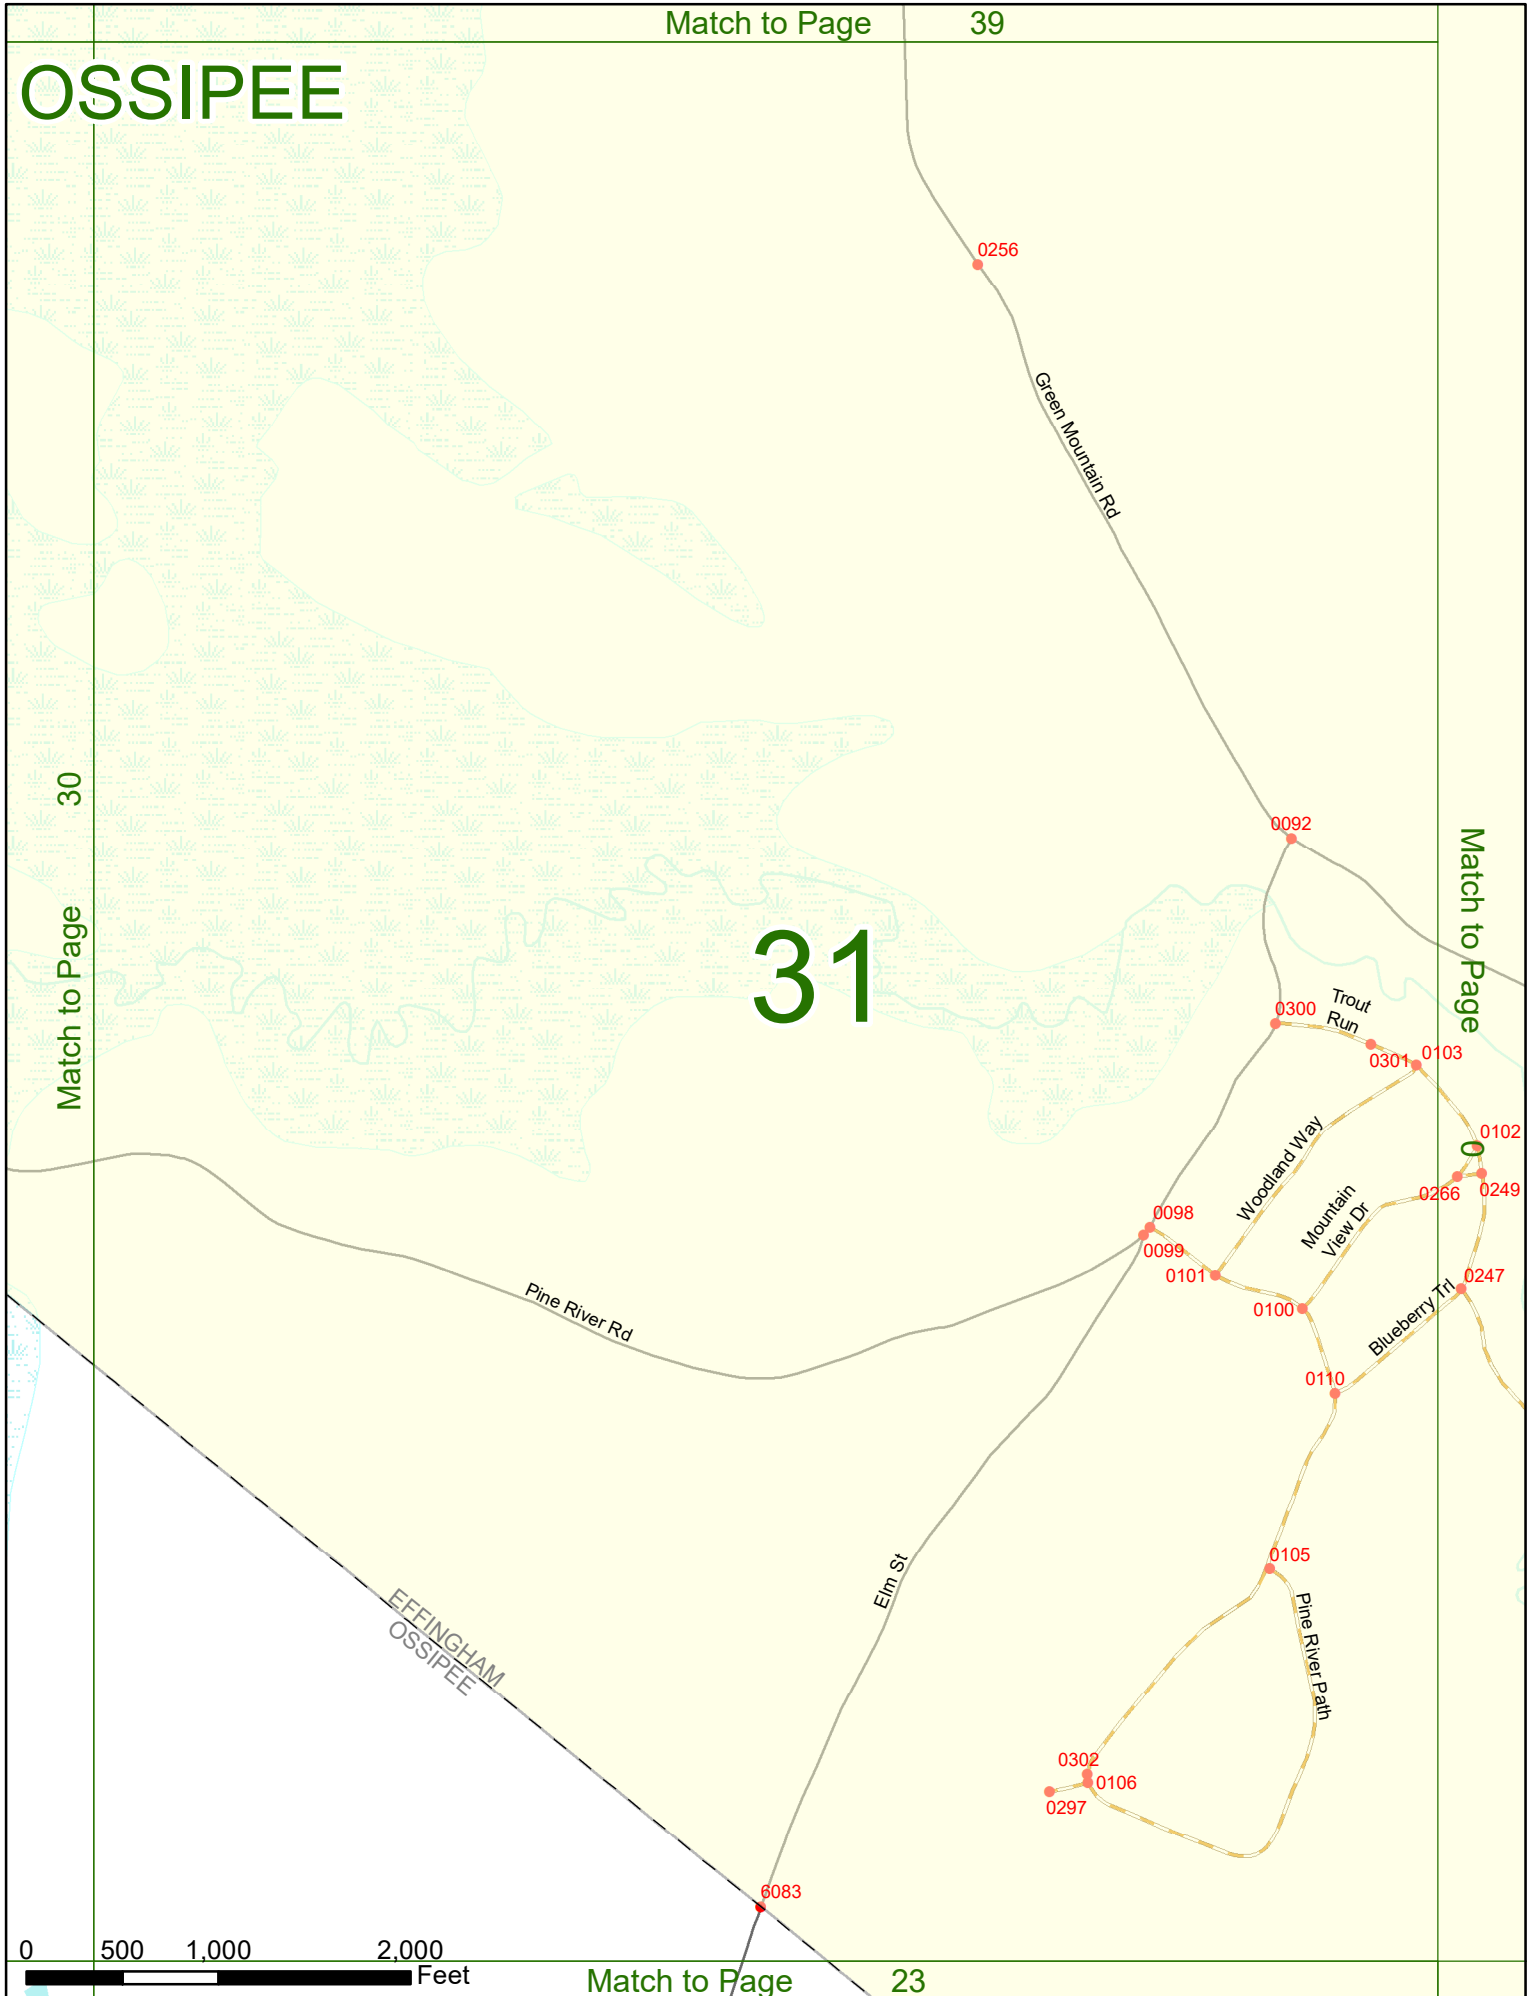 Match to Page 39
OSSIPEE
0256
Green Mountain Rd
30
Match to Page
0092
Match to Page
0
31
Trout
Run
0300
0301
0103
0102
Woodland Way
0266
0249
Mountain
View Dr
0098
0099
0101
0100
0247
Pine River Rd
Blueberry Trl
0110
Elm St
0105
EFFINGHAM
OSSIPEE
Pine River Path
0302
0106
0297
6083
0 500 1,000 2,000
Feet
Match to Page 23